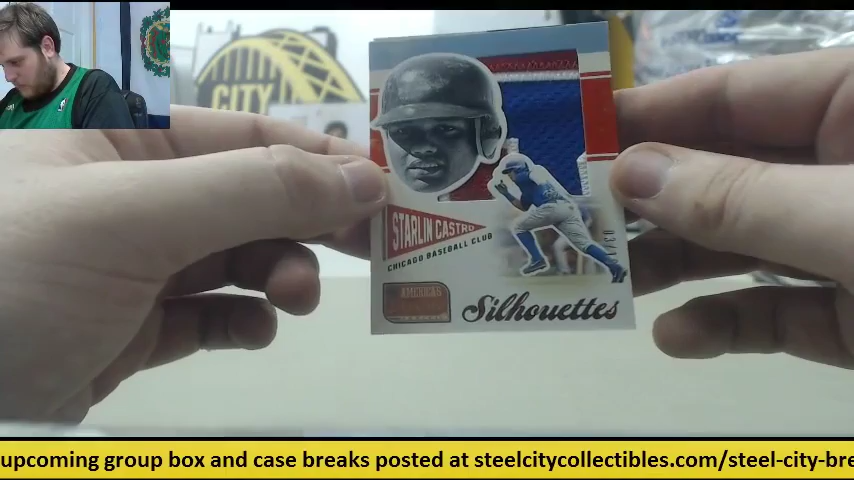 CITY
STARLIN CASTRO
CHICAGO BASEBALL CLUB
AMERICA'S
Silhouettes
upcoming group box and case breaks posted at steelcitycollectibles.com/steel-city-bre